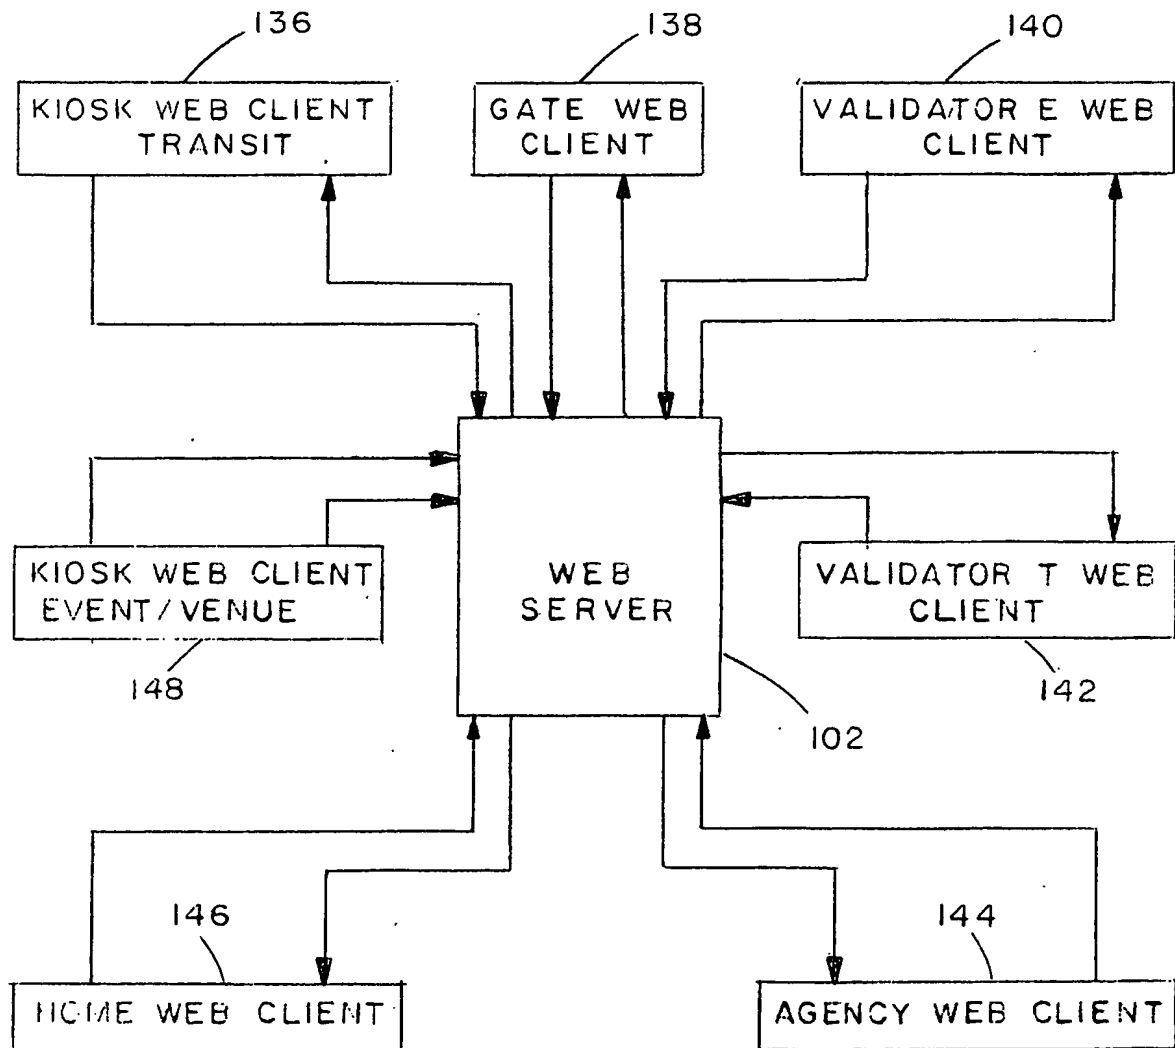 136
138
140
KIOSK WEB CLIENT
TRANSIT
GATE WEB
CLIENT
VALIDATOR E WEB
CLIENT
KIOSK WEB CLIENT
EVENT/VENUE
WEB
SERVER
VALIDATOR T WEB
CLIENT
148
142
102
146
144
HOME WEB CLIENT
AGENCY WEB CLIENT